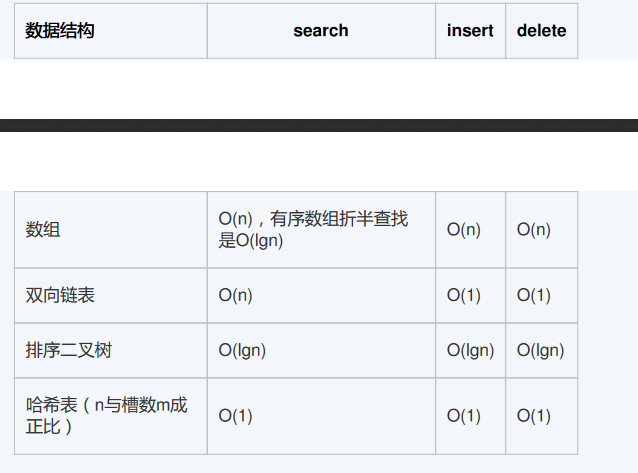 数据结构 search insert delete
数组 O(n)，有序数组折半查找是O(lgn) O(n) O(n)
双向链表 O(n) O(1) O(1)
排序二叉树 O(lgn) O(lgn) O(lgn)
哈希表（n与槽数m成正比） O(1) O(1) O(1)